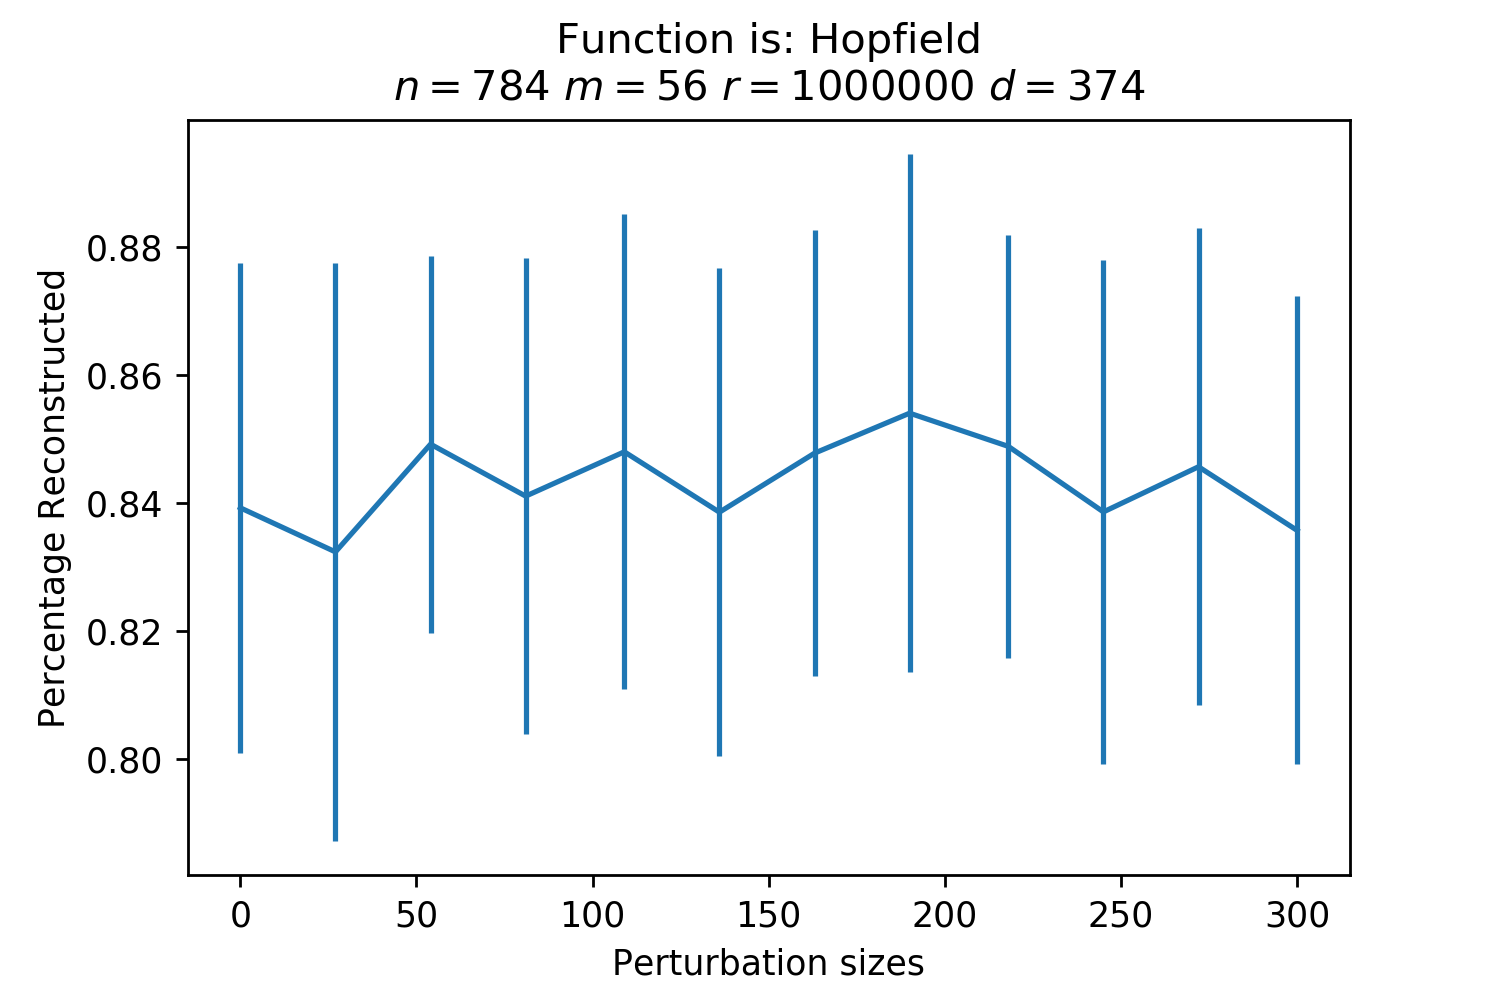 Function is: Hopfield
n = 784 m = 56 r = 1000000 d = 374
Percentage Reconstructed
0.88
0.86
0.84
0.82
0.80
0 50 100 150 200 250 300
Perturbation sizes